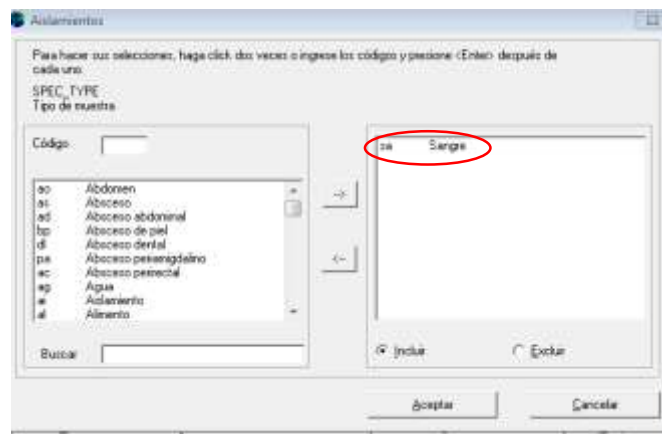 Aislamientos
Para hacer sus selecciones, haga click dos veces o ingrese los códigos y presione <Enter> después de
cada uno.
SPEC_TYPE
Tipo de muestra
Código
ao Abdomen
as Absceso
ad Absceso abdominal
bp Absceso de piel
dl Absceso dental
pa Absceso periamigdalino
ac Absceso perirectal
ag Agua
ai Aislamiento
al Alimento
Buscar
->
<-
sa Sangre
Incluir Excluir
Aceptar Cancelar